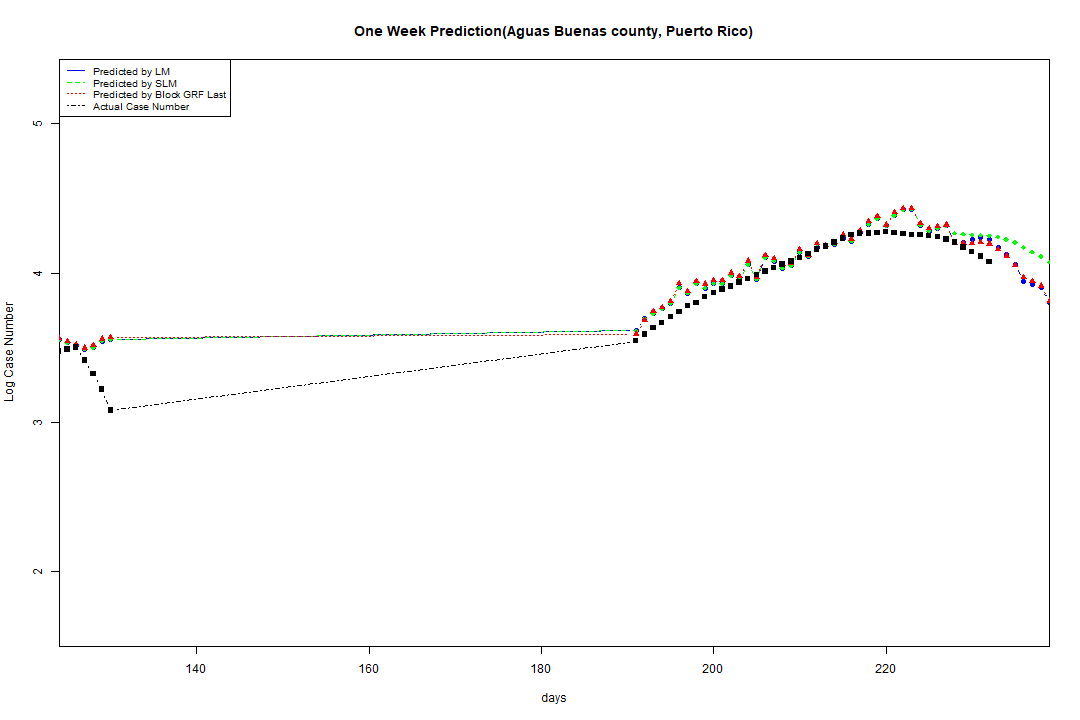 One Week Prediction(Aguas Buenas county, Puerto Rico)
Predicted by LM
Predicted by SLM
Predicted by Block GRF Last
Actual Case Number
5
4
3
2
Log Case Number
140 160 180 200 220
days